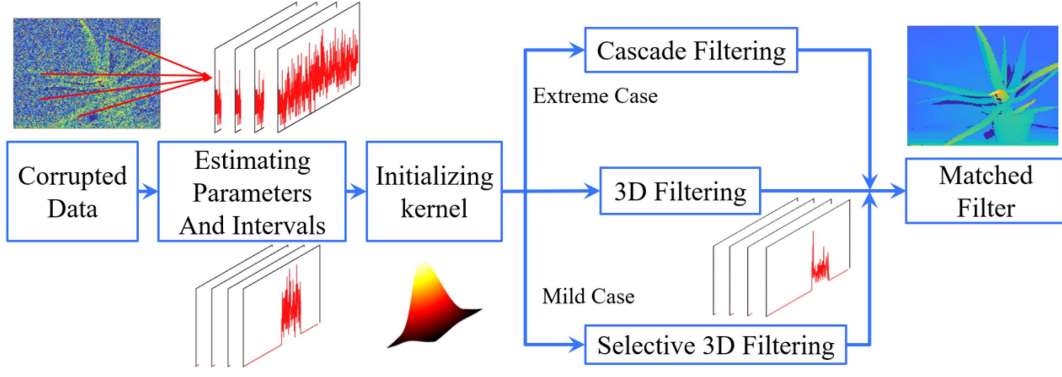 Corrupted
Data
Estimating
Parameters
And Intervals
Initializing
kernel
Cascade Filtering
Extreme Case
3D Filtering
Mild Case
Selective 3D Filtering
Matched
Filter